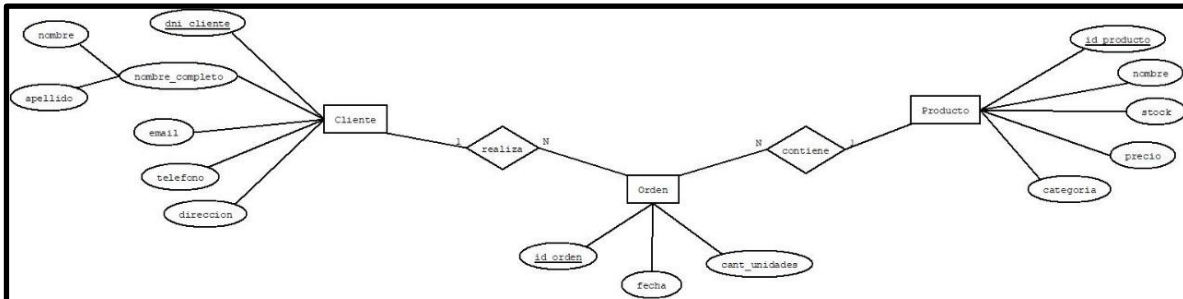 dni_cliente
nombre
nombre_completo
apellido
email
telefono
direccion
Cliente
1
realiza
N
Orden
id_orden
fecha
cant_unidades
N
contiene
1
Producto
id_producto
nombre
stock
precio
categoria